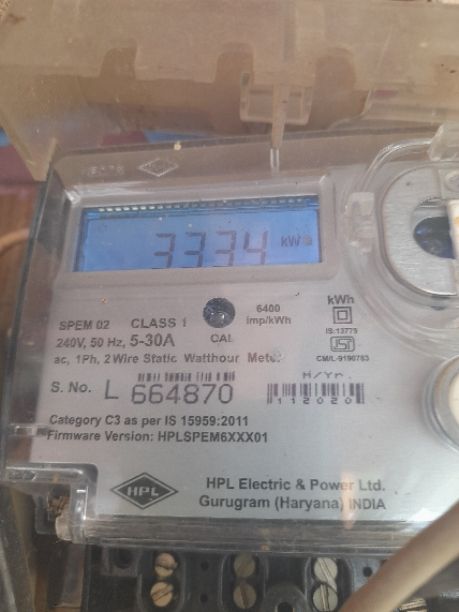 3334 kW
SPEM 02 CLASS 1
6400
imp/kWh
kWh
240V, 50 Hz, 5-30A
CAL
IS:13779
ac, 1Ph, 2 Wire Static Watthour Meter
CM/L-9190783
S. No. L 664870
M/Yr.
112020
Category C3 as per IS 15959:2011
Firmware Version: HPLSPEM6XXX01
HPL
HPL Electric & Power Ltd.
Gurugram (Haryana) INDIA